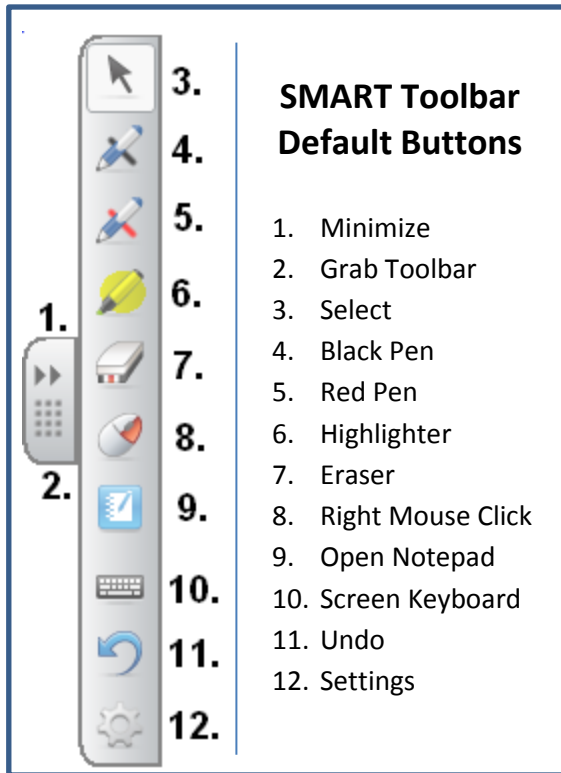 3.
4.
5.
6.
1.
7.
8.
2.
9.
10.
11.
12.
SMART Toolbar
Default Buttons
1. Minimize
2. Grab Toolbar
3. Select
4. Black Pen
5. Red Pen
6. Highlighter
7. Eraser
8. Right Mouse Click
9. Open Notepad
10. Screen Keyboard
11. Undo
12. Settings